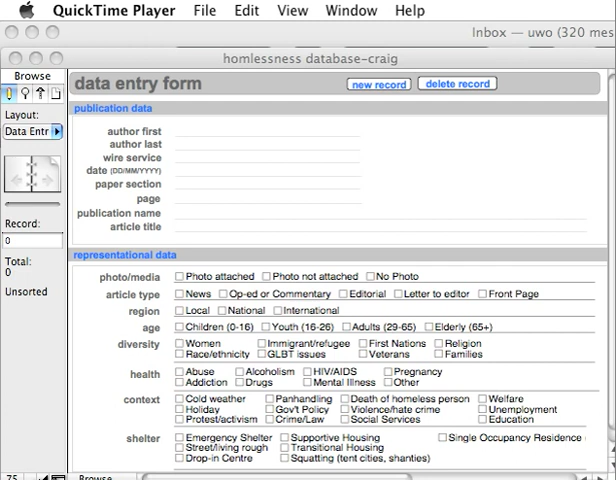 QuickTime Player File Edit View Window Help
Inbox — uwo (320 mes
homlessness database-craig
Browse
data entry form new record delete record
publication data
Layout:
Data Entr
author first
author last
wire service
date (DD/MM/YYYY)
paper section
page
publication name
article title
Record:
0
Total:
0
Unsorted
representational data
photo/media Photo attached Photo not attached No Photo
article type News Op-ed or Commentary Editorial Letter to editor Front Page
region Local National International
age Children (0-16) Youth (16-26) Adults (29-65) Elderly (65+)
diversity Women Immigrant/refugee First Nations Religion
Race/ethnicity GLBT issues Veterans Families
health Abuse Alcoholism HIV/AIDS Pregnancy
Addiction Drugs Mental Illness Other
context Cold weather Panhandling Death of homeless person Welfare
Holiday Gov't Policy Violence/hate crime Unemployment
Protest/activism Crime/Law Social Services Education
shelter Emergency Shelter Supportive Housing Single Occupancy Residence
Street/living rough Transitional Housing
Drop-in Centre Squatting (tent cities, shanties)
75 Browse